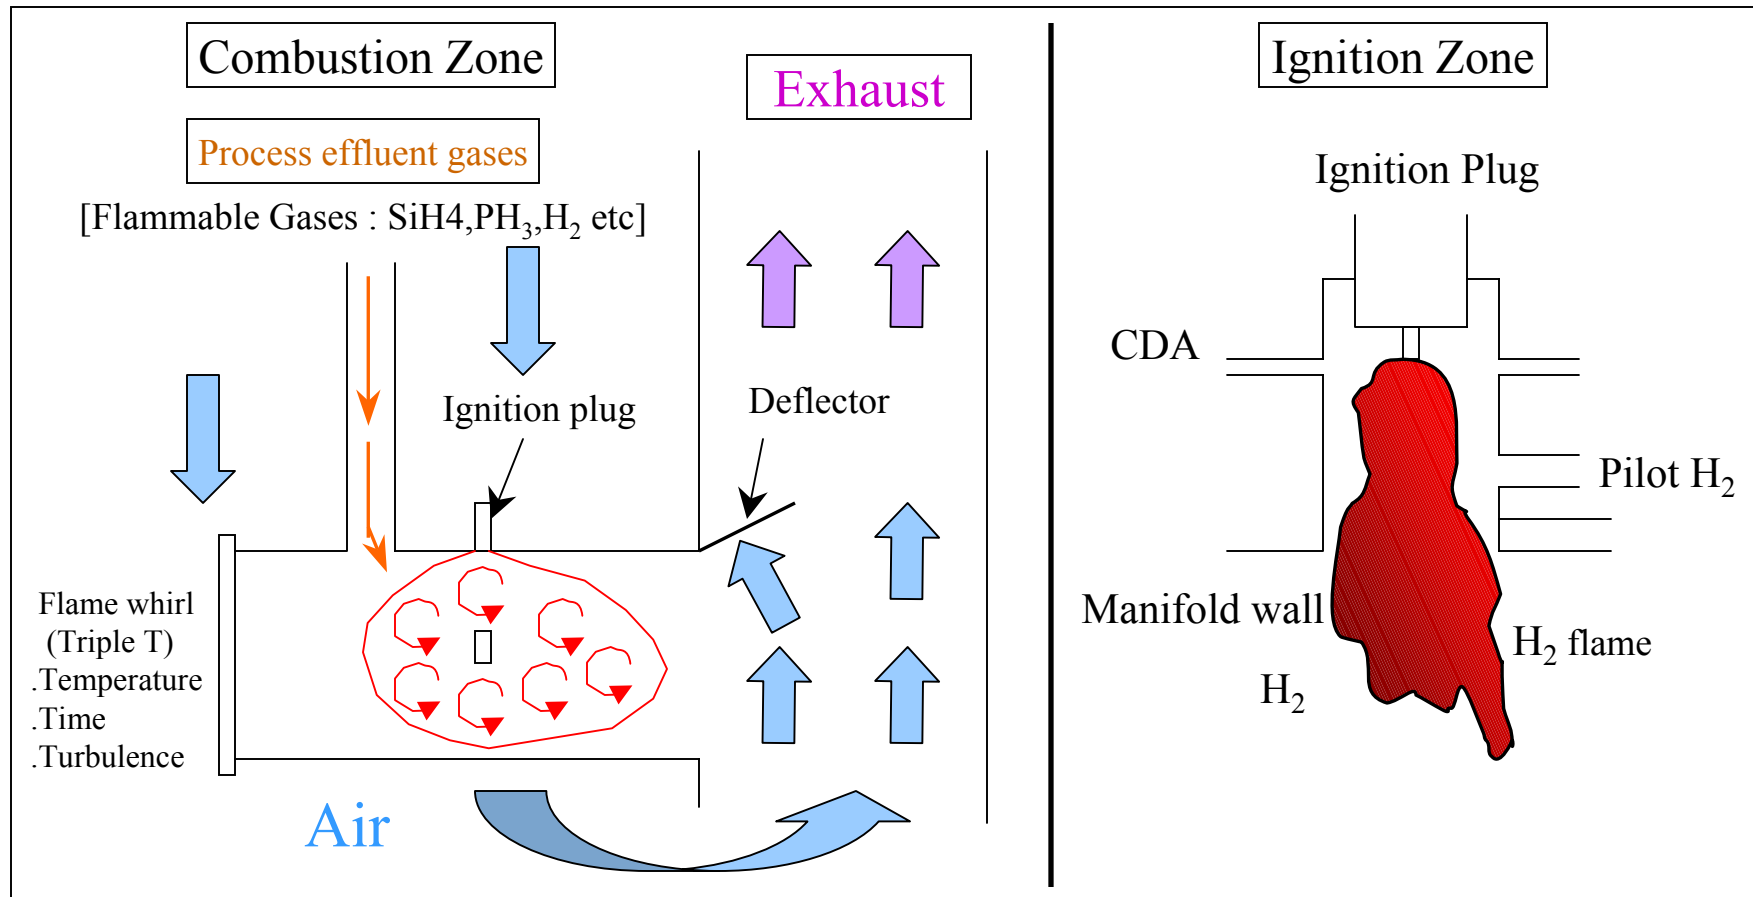 Combustion Zone
Exhaust
Process effluent gases
[Flammable Gases : SiH4,PH3,H2 etc]
Ignition plug
Deflector
Flame whirl
(Triple T)
.Temperature
.Time
.Turbulence
Air
Ignition Zone
Ignition Plug
CDA
Pilot H2
Manifold wall
H2 flame
H2